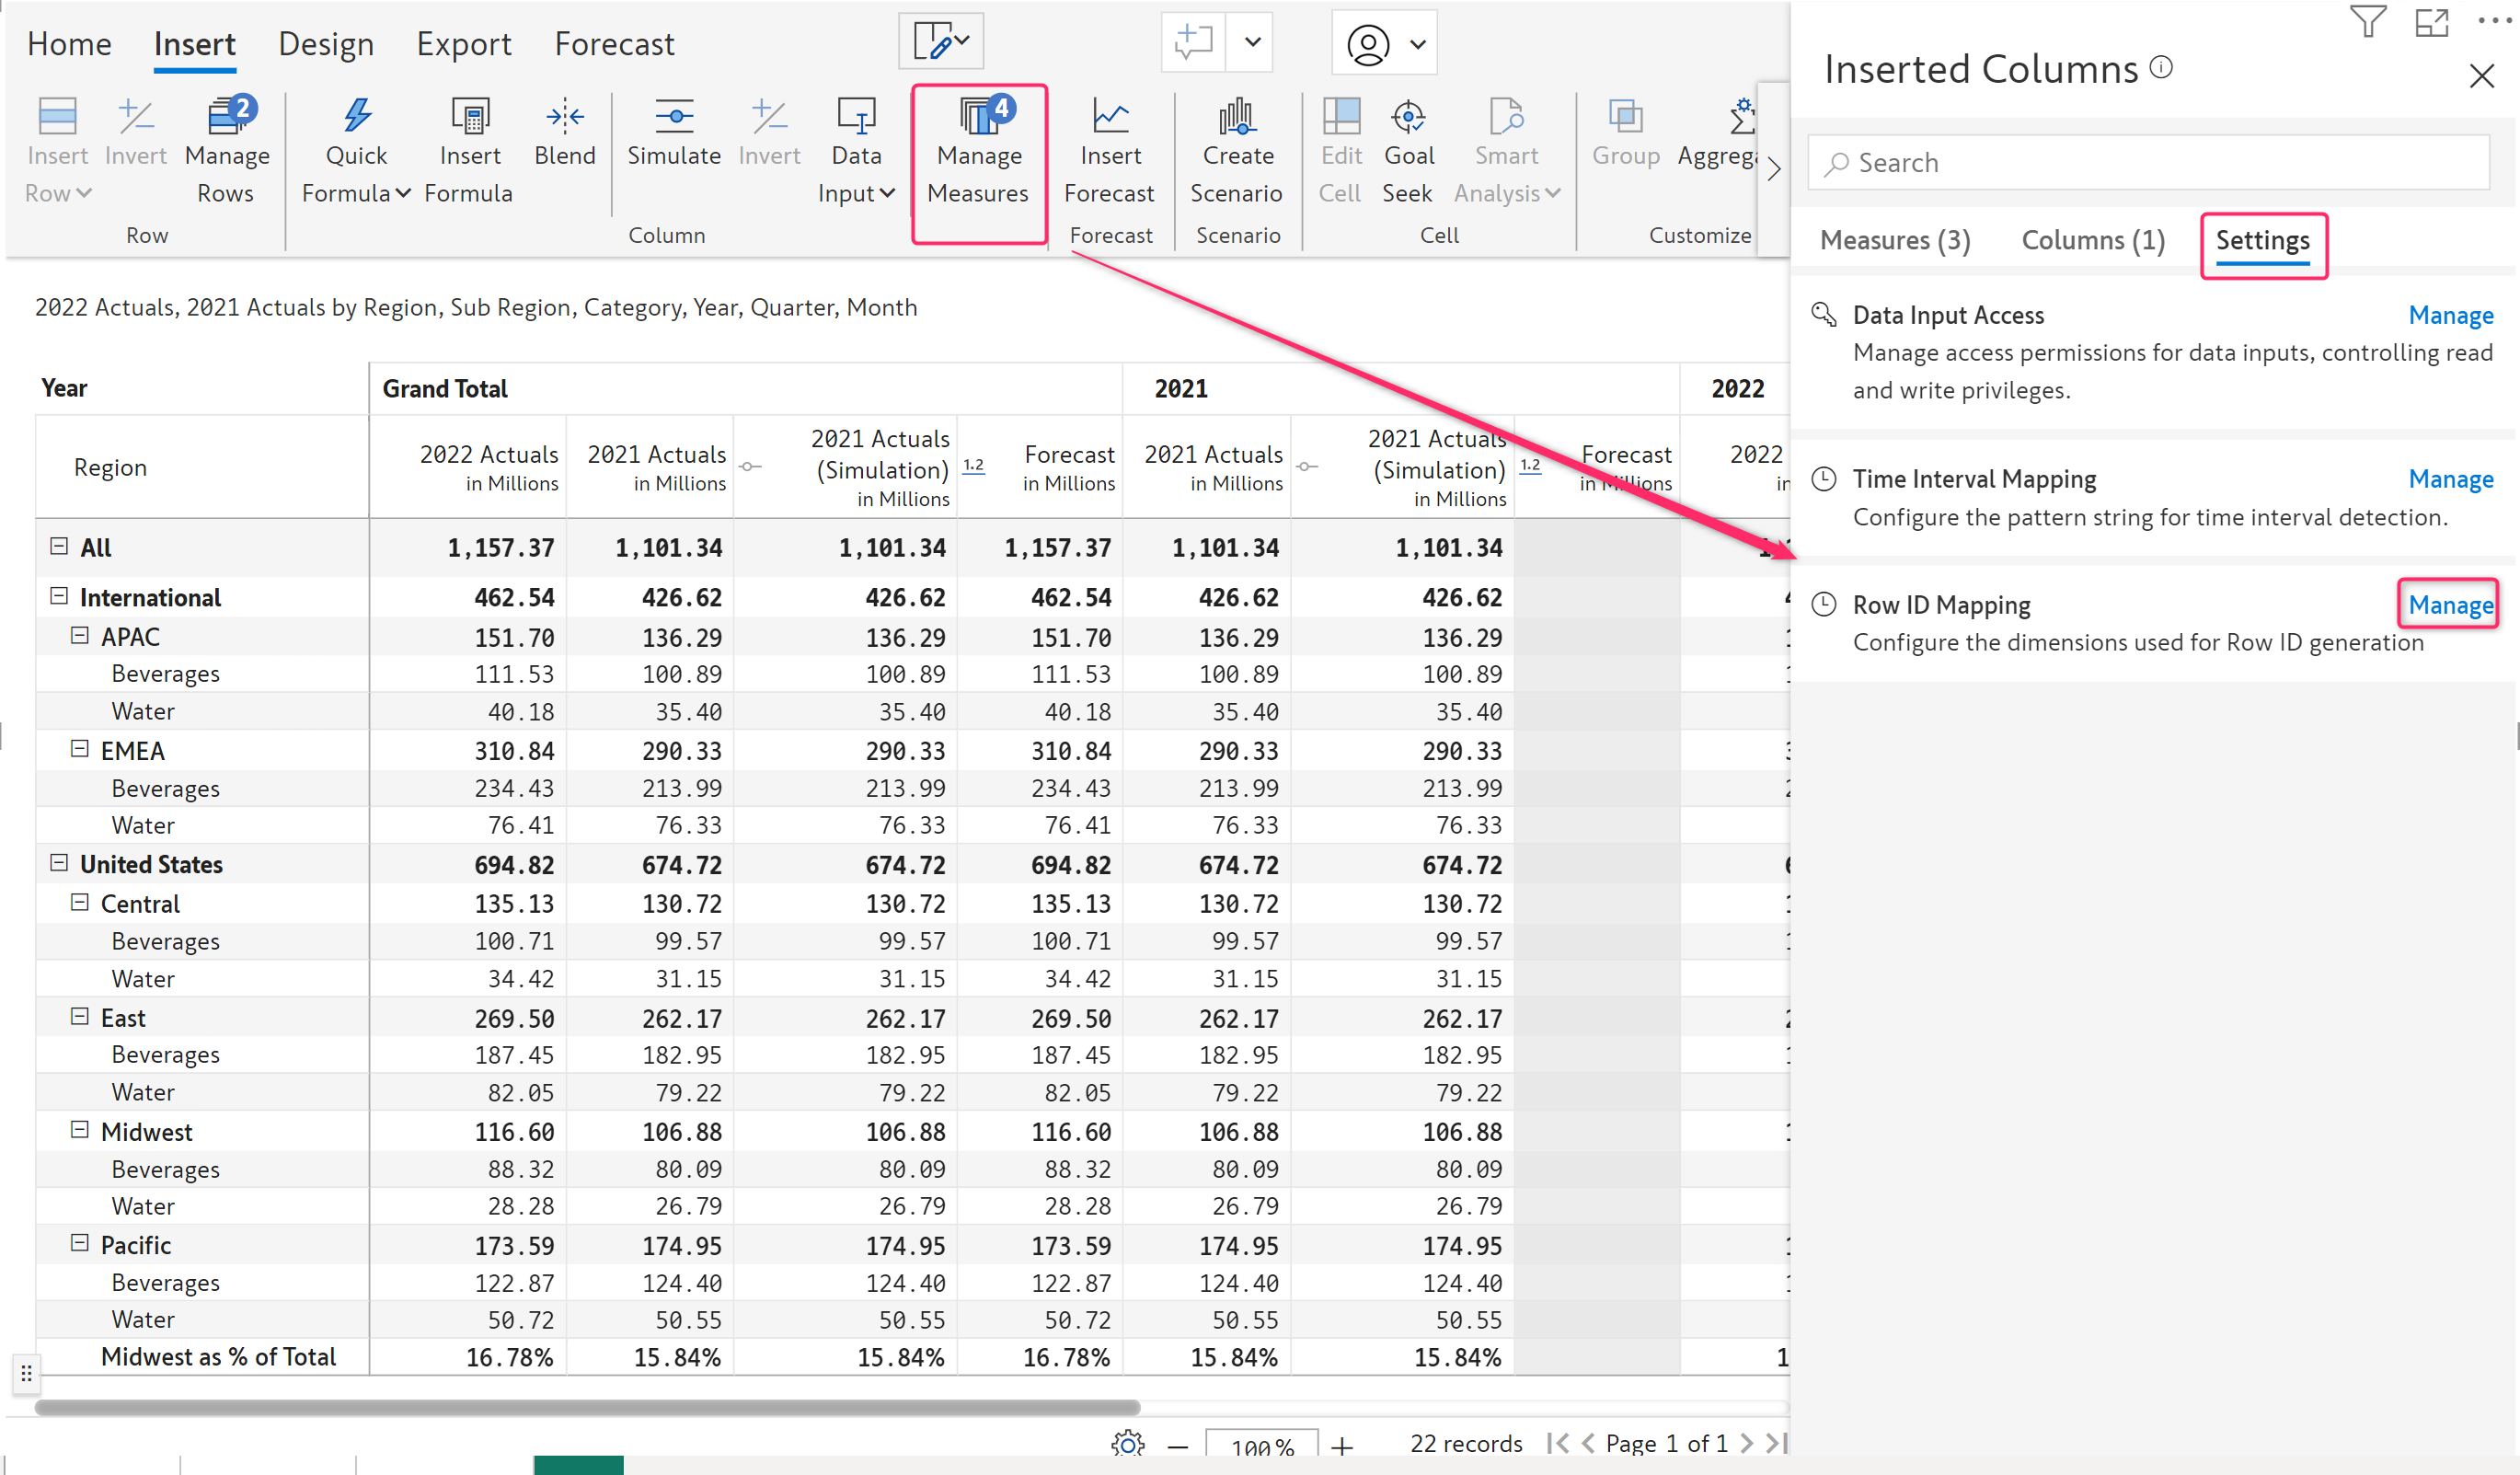 Home Insert Design Export Forecast
Insert Row Invert Manage Rows 2
Quick Formula Insert Formula Blend
Simulate Invert Data Input Manage Measures 4
Insert Forecast Create Scenario
Edit Cell Goal Seek Smart Analysis Group
Row Column Forecast Scenario Cell Customize
2022 Actuals, 2021 Actuals by Region, Sub Region, Category, Year, Quarter, Month
Year Grand Total 2021 2022
Region 2022 Actuals in Millions 2021 Actuals in Millions 2021 Actuals (Simulation) in Millions 1.2 Forecast in Millions 2021 Actuals in Millions 2021 Actuals (Simulation) in Millions 1.2 Forecast in Millions 2022
All 1,157.37 1,101.34 1,101.34 1,157.37 1,101.34 1,101.34
International 462.54 426.62 426.62 462.54 426.62 426.62
APAC 151.70 136.29 136.29 151.70 136.29 136.29
Beverages 111.53 100.89 100.89 111.53 100.89 100.89
Water 40.18 35.40 35.40 40.18 35.40 35.40
EMEA 310.84 290.33 290.33 310.84 290.33 290.33
Beverages 234.43 213.99 213.99 234.43 213.99 213.99
Water 76.41 76.33 76.33 76.41 76.33 76.33
United States 694.82 674.72 674.72 694.82 674.72 674.72
Central 135.13 130.72 130.72 135.13 130.72 130.72
Beverages 100.71 99.57 99.57 100.71 99.57 99.57
Water 34.42 31.15 31.15 34.42 31.15 31.15
East 269.50 262.17 262.17 269.50 262.17 262.17
Beverages 187.45 182.95 182.95 187.45 182.95 182.95
Water 82.05 79.22 79.22 82.05 79.22 79.22
Midwest 116.60 106.88 106.88 116.60 106.88 106.88
Beverages 88.32 80.09 80.09 88.32 80.09 80.09
Water 28.28 26.79 26.79 28.28 26.79 26.79
Pacific 173.59 174.95 174.95 173.59 174.95 174.95
Beverages 122.87 124.40 124.40 122.87 124.40 124.40
Water 50.72 50.55 50.55 50.72 50.55 50.55
Midwest as % of Total 16.78% 15.84% 15.84% 16.78% 15.84% 15.84%
100 % 22 records Page 1 of 1
Inserted Columns
Search
Measures (3) Columns (1) Settings
Data Input Access Manage
Manage access permissions for data inputs, controlling read
and write privileges.
Time Interval Mapping Manage
Configure the pattern string for time interval detection.
Row ID Mapping Manage
Configure the dimensions used for Row ID generation